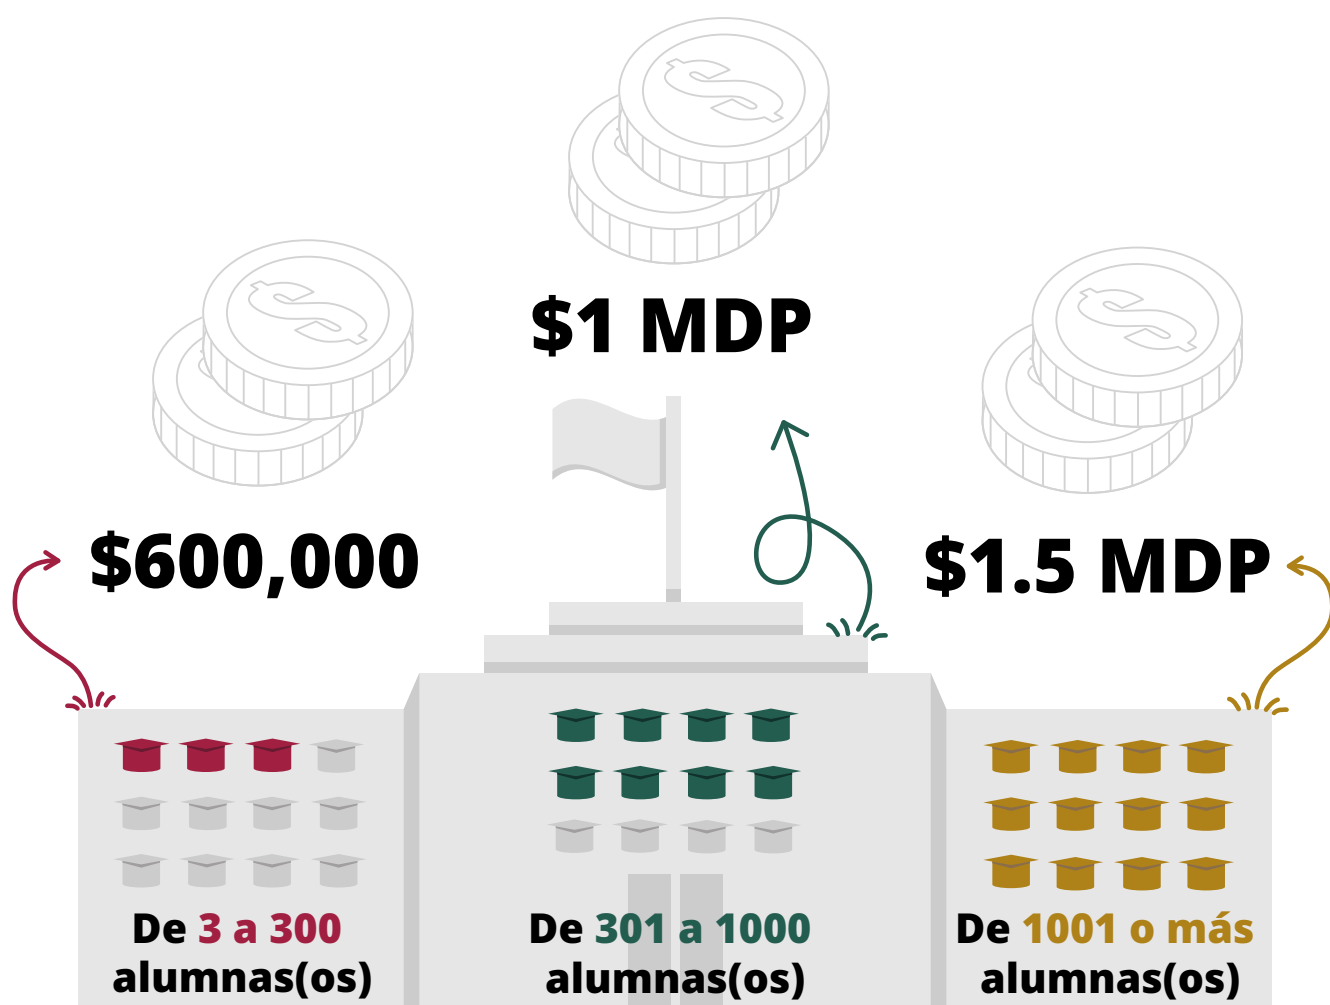 $1 MDP
$600,000
$1.5 MDP
De 3 a 300
alumnas(os)
De 301 a 1000
alumnas(os)
De 1001 o más
alumnas(os)